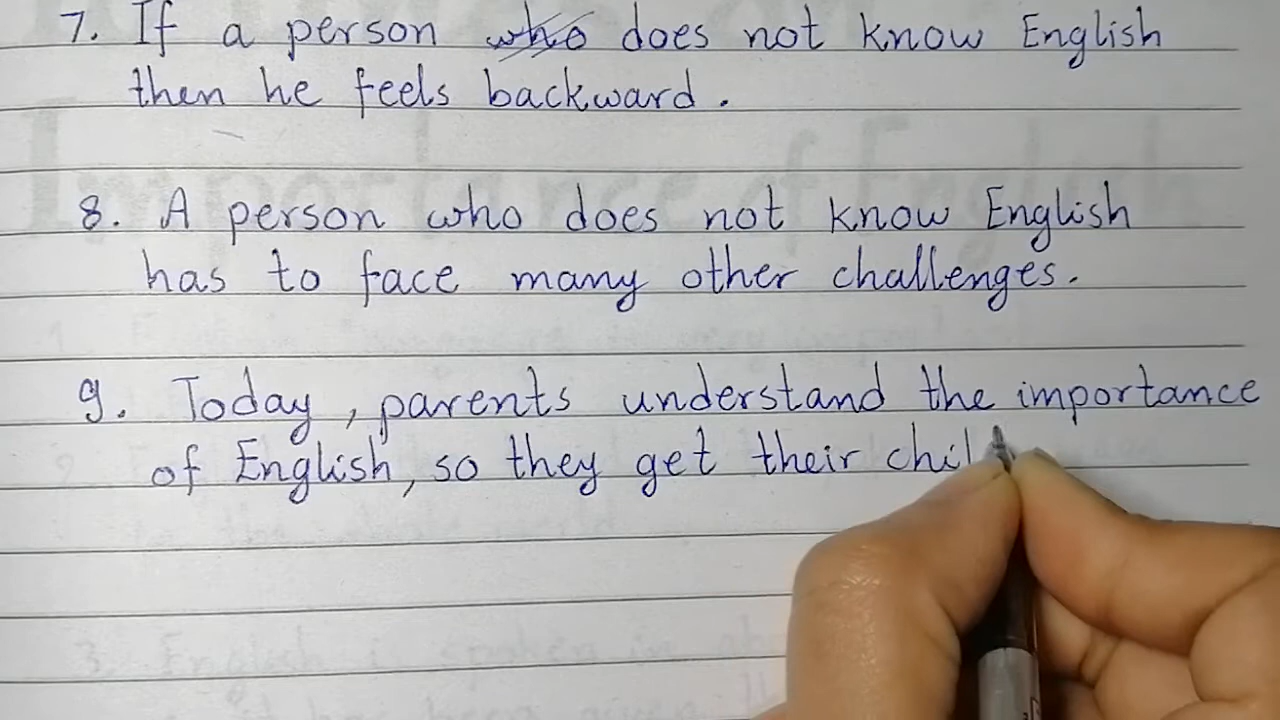 7. If a person who does not know English
then he feels backward.
8. A person who does not know English
has to face many other challenges.
9. Today, parents understand the importance
of English, so they get their chil